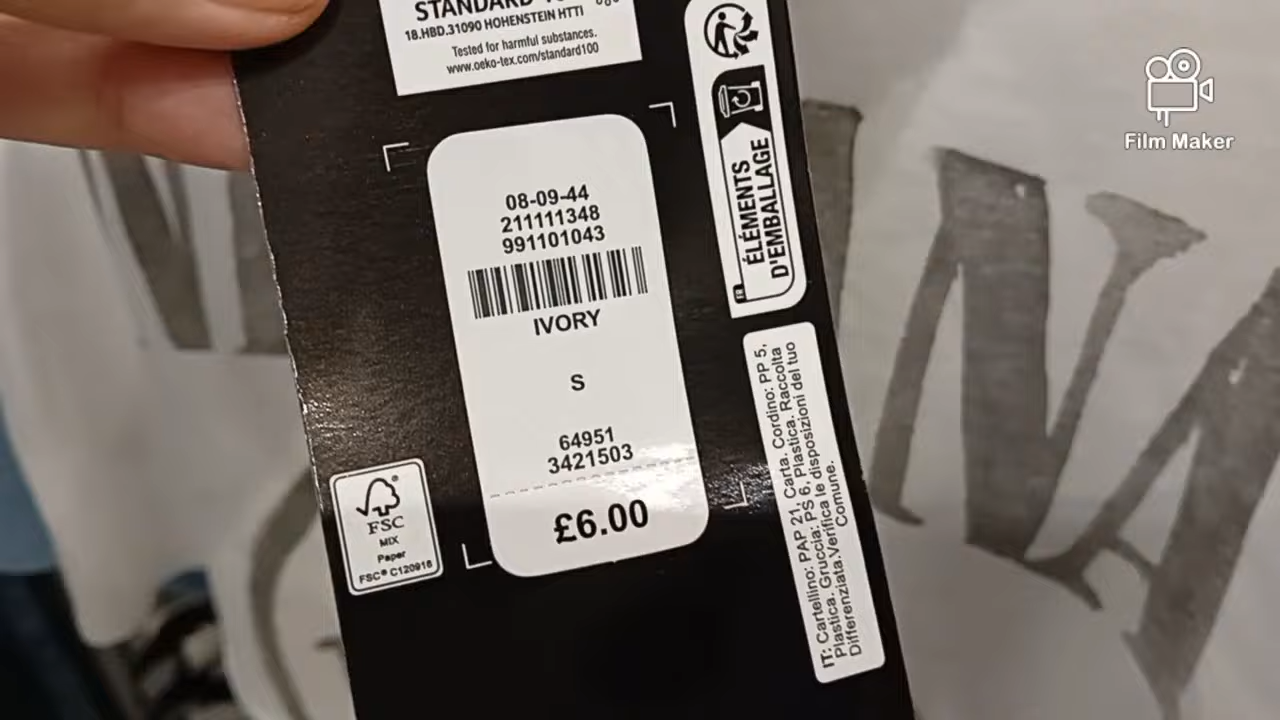 STANDARD
18.HBD.31090 HOHENSTEIN HTTI
Tested for harmful substances.
www.oeko-tex.com/standard100
08-09-44
211111348
991101043
IVORY
S
64951
3421503
£6.00
FSC®
MIX
Paper
FSC® C120916
ÉLÉMENTS
D'EMBALLAGE
FR
IT: Cartellino: PAP 21, Carta. Cordino: PP 5,
Plastica. Gruccia: PS 6, Plastica. Raccolta
Differenziata.Verifica le disposizioni del tuo
Comune.
Film Maker